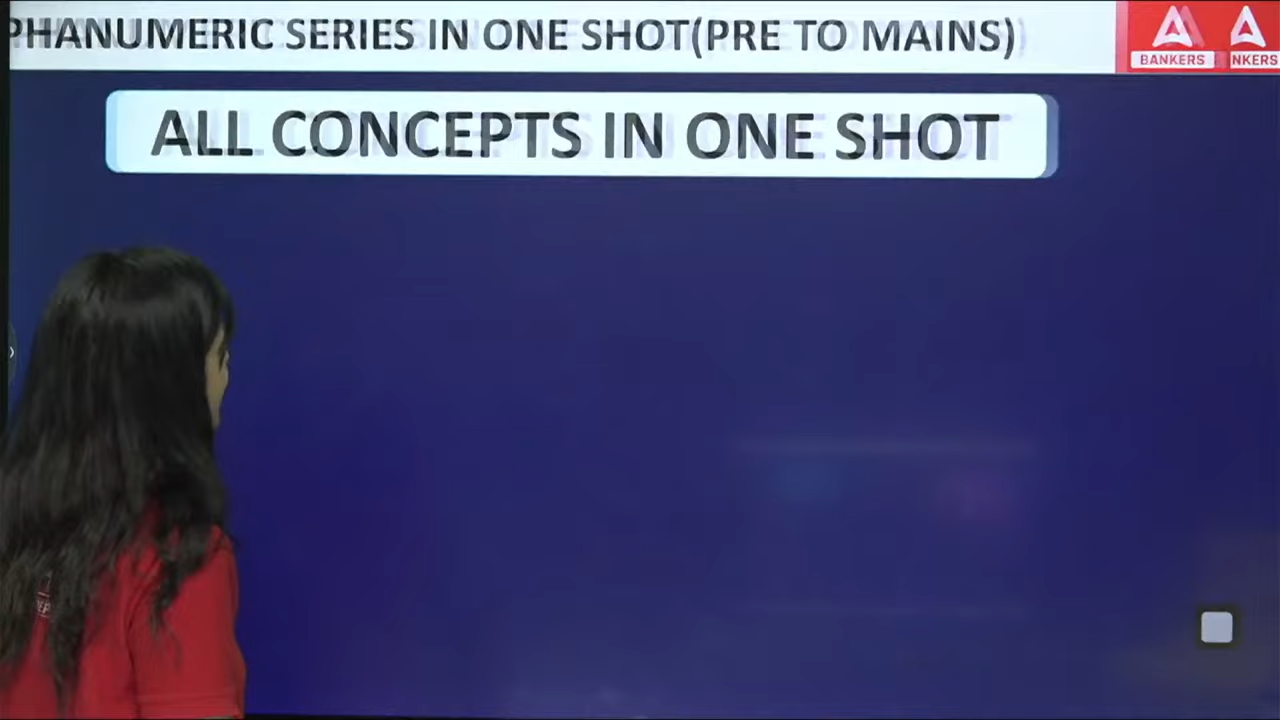 PHANUMERIC SERIES IN ONE SHOT(PRE TO MAINS)
BANKERS
NKERS
ALL CONCEPTS IN ONE SHOT